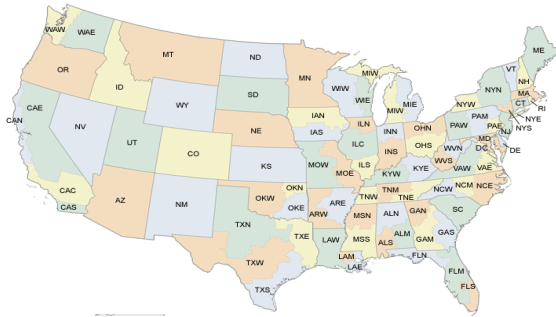 WAW
WAE
MT
ND
MN
ME
OR
ID
WY
SD
WIW
WIE
MIW
MIW
MIE
VT
NH
NYN
NYW
MA
CT
RI
NYE
NYS
CAN
CAE
NV
UT
CO
NE
IAN
IAS
ILN
ILC
ILS
INN
INS
OHN
OHS
PAW
PAM
PAE
NJ
MD
DC
DE
CAC
CAS
AZ
NM
KS
MOW
MOE
KYW
KYE
WVN
WVS
VAW
VAE
OKW
OKN
OKE
ARE
ARW
TNW
TNM
TNE
NCW
NCM
NCE
TXN
TXE
TXW
TXS
LAW
LAM
LAE
MSN
MSS
ALN
ALM
ALS
GAN
GAM
GAS
SC
FLN
FLM
FLS